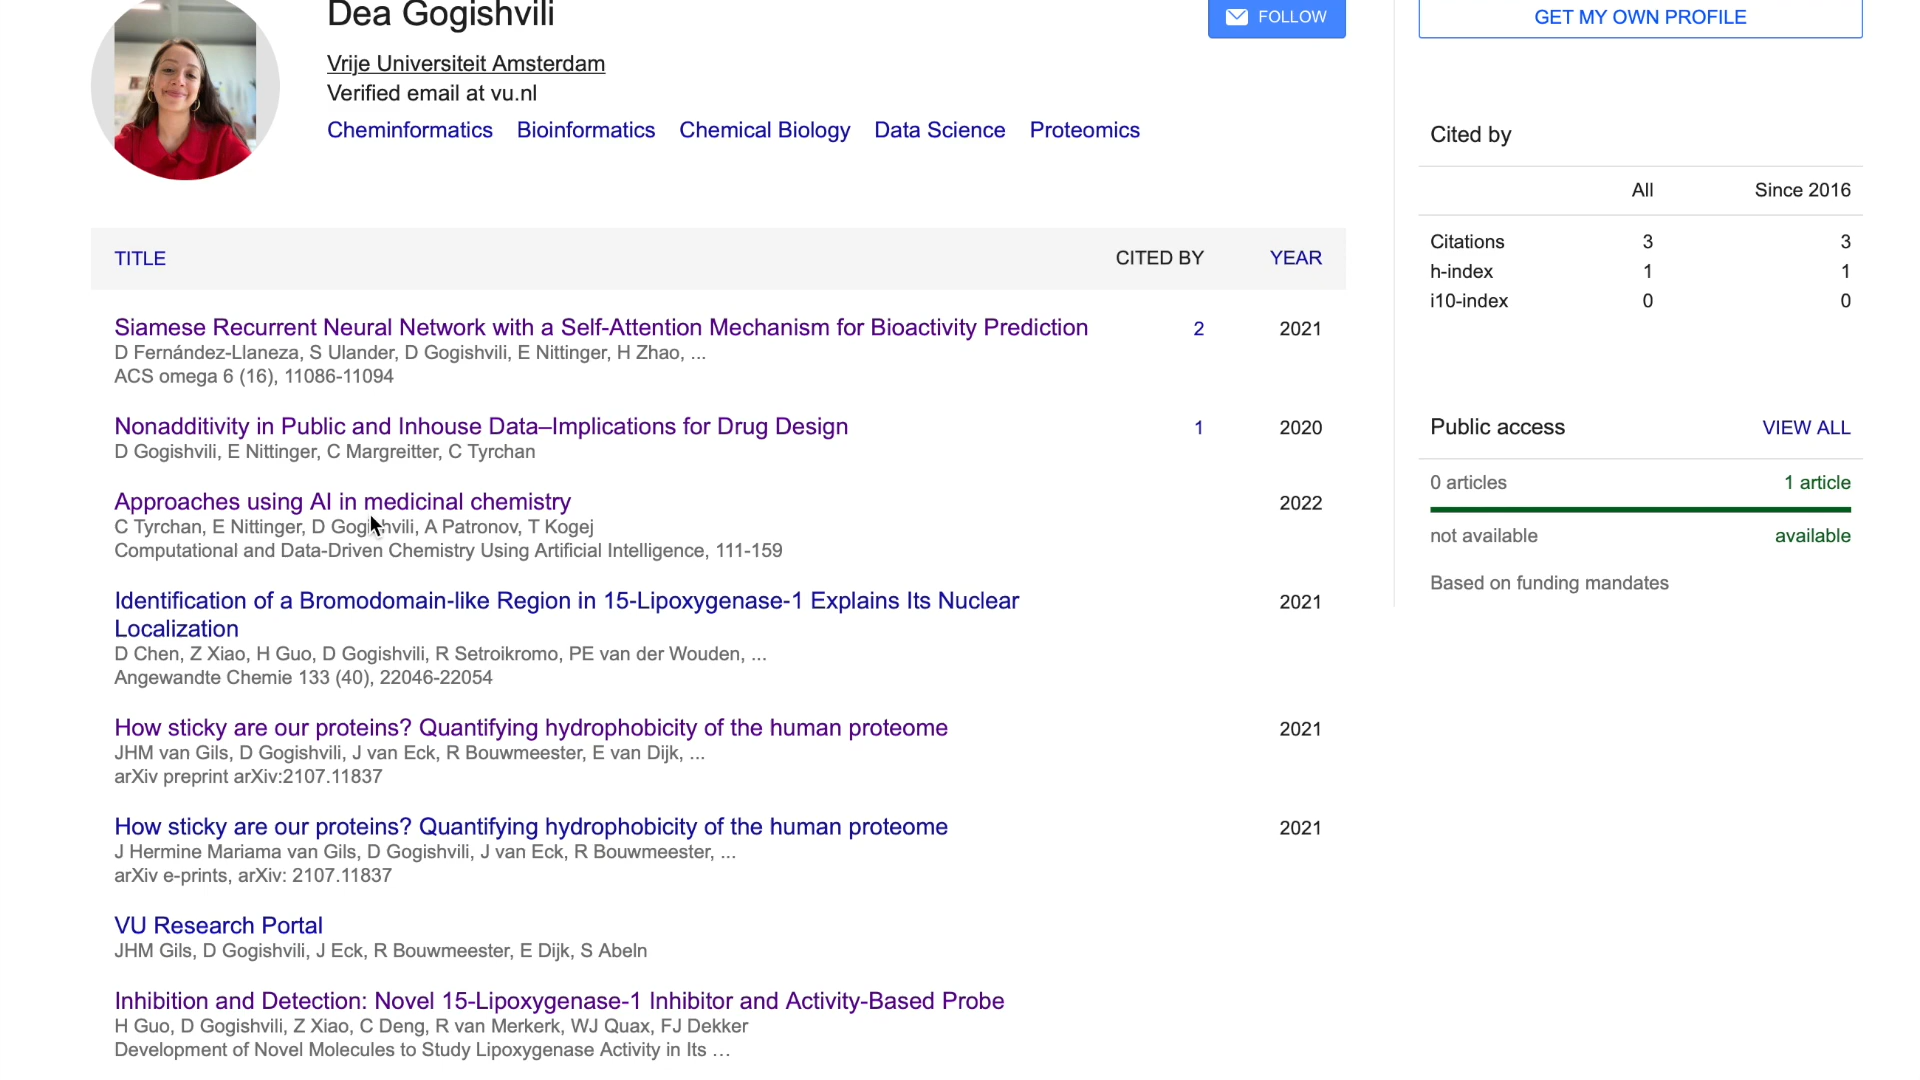 Dea Gogishvili
FOLLOW
GET MY OWN PROFILE
Vrije Universiteit Amsterdam
Verified email at vu.nl
Cheminformatics Bioinformatics Chemical Biology Data Science Proteomics
TITLE CITED BY YEAR
Siamese Recurrent Neural Network with a Self-Attention Mechanism for Bioactivity Prediction 2 2021
D Fernández-Llaneza, S Ulander, D Gogishvili, E Nittinger, H Zhao, ...
ACS omega 6 (16), 11086-11094
Nonadditivity in Public and Inhouse Data–Implications for Drug Design 1 2020
D Gogishvili, E Nittinger, C Margreitter, C Tyrchan
Approaches using AI in medicinal chemistry 2022
C Tyrchan, E Nittinger, D Gogishvili, A Patronov, T Kogej
Computational and Data-Driven Chemistry Using Artificial Intelligence, 111-159
Identification of a Bromodomain-like Region in 15-Lipoxygenase-1 Explains Its Nuclear 2021
Localization
D Chen, Z Xiao, H Guo, D Gogishvili, R Setroikromo, PE van der Wouden, ...
Angewandte Chemie 133 (40), 22046-22054
How sticky are our proteins? Quantifying hydrophobicity of the human proteome 2021
JHM van Gils, D Gogishvili, J van Eck, R Bouwmeester, E van Dijk, ...
arXiv preprint arXiv:2107.11837
How sticky are our proteins? Quantifying hydrophobicity of the human proteome 2021
J Hermine Mariama van Gils, D Gogishvili, J van Eck, R Bouwmeester, ...
arXiv e-prints, arXiv: 2107.11837
VU Research Portal
JHM Gils, D Gogishvili, J Eck, R Bouwmeester, E Dijk, S Abeln
Inhibition and Detection: Novel 15-Lipoxygenase-1 Inhibitor and Activity-Based Probe
H Guo, D Gogishvili, Z Xiao, C Deng, R van Merkerk, WJ Quax, FJ Dekker
Development of Novel Molecules to Study Lipoxygenase Activity in Its ...
Cited by
All Since 2016
Citations 3 3
h-index 1 1
i10-index 0 0
Public access VIEW ALL
0 articles 1 article
not available available
Based on funding mandates